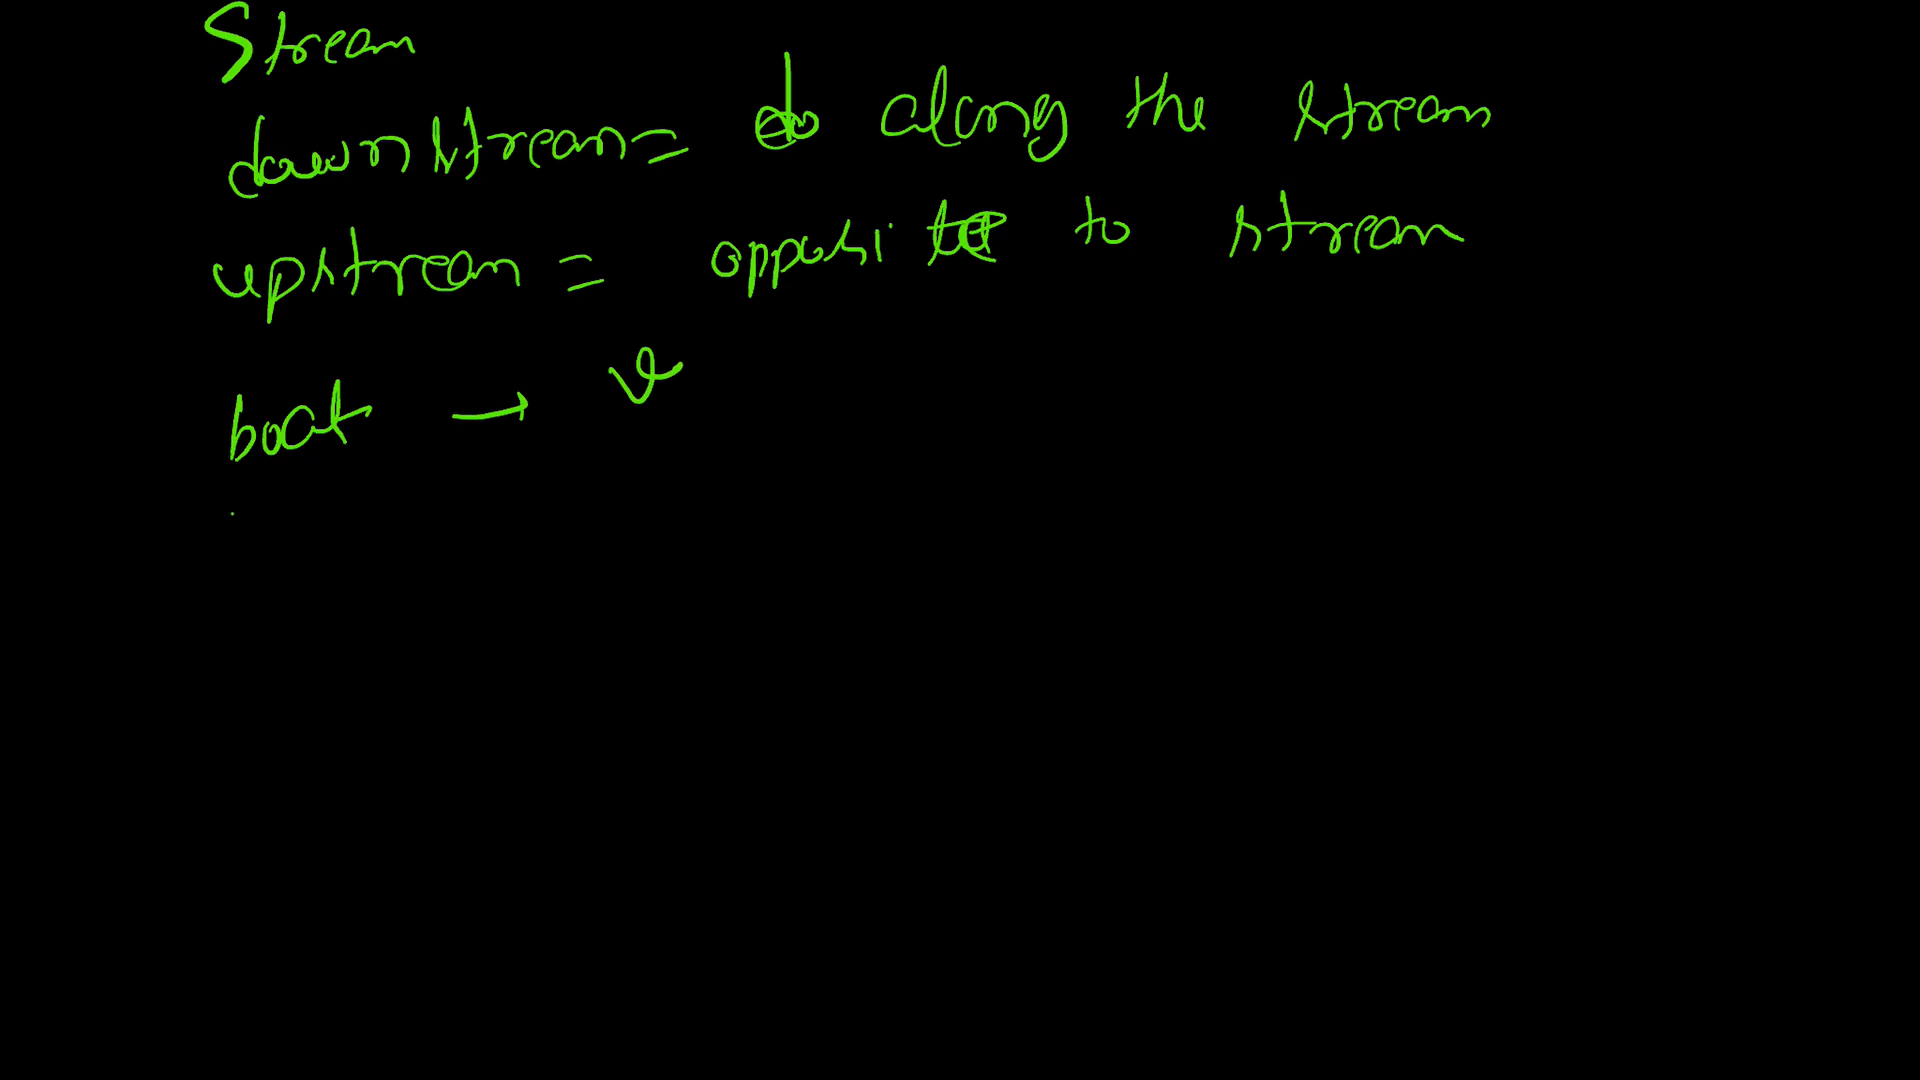 Stream
downstream = along the stream
upstream = opposite to stream
boat → v